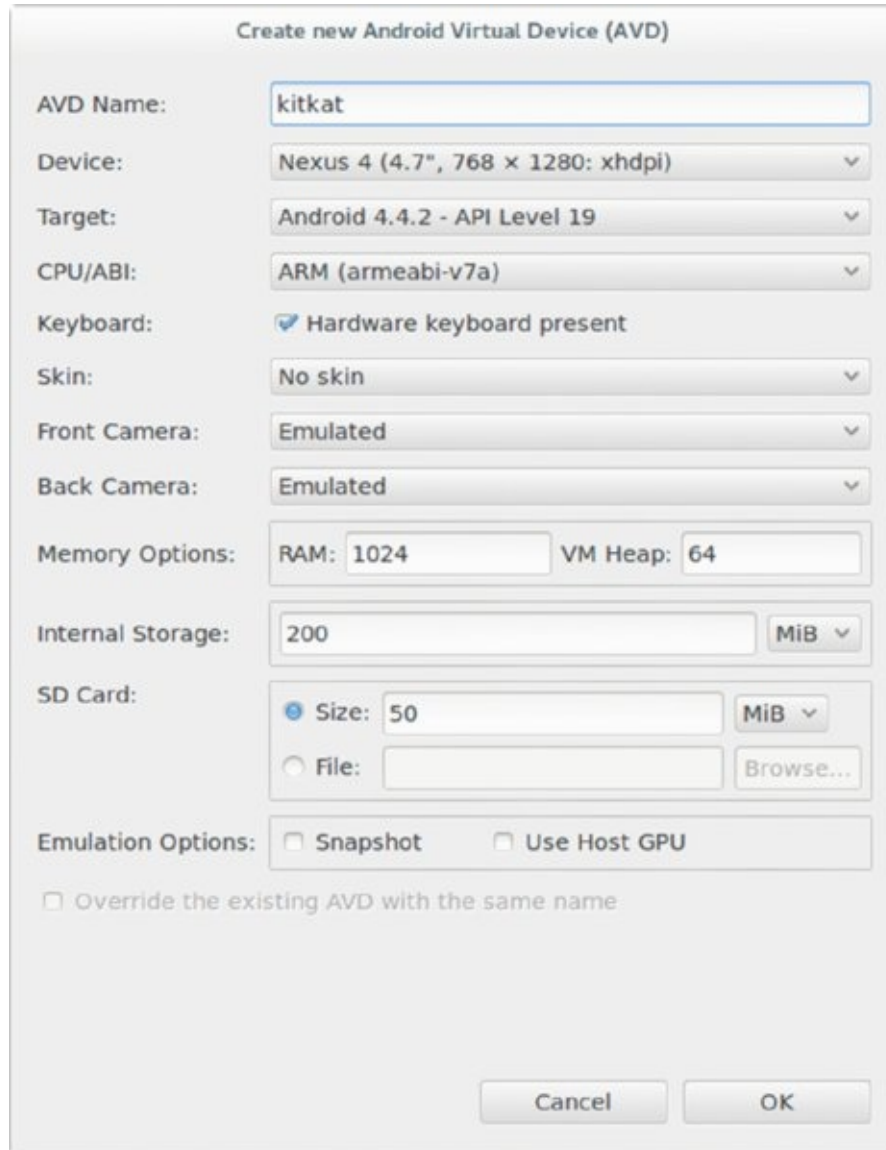 Create new Android Virtual Device (AVD)
AVD Name: kitkat
Device: Nexus 4 (4.7", 768 × 1280: xhdpi)
Target: Android 4.4.2 - API Level 19
CPU/ABI: ARM (armeabi-v7a)
Keyboard: Hardware keyboard present
Skin: No skin
Front Camera: Emulated
Back Camera: Emulated
Memory Options: RAM: 1024 VM Heap: 64
Internal Storage: 200 MiB
SD Card:
Size: 50 MiB
File: Browse...
Emulation Options: Snapshot Use Host GPU
Override the existing AVD with the same name
Cancel OK